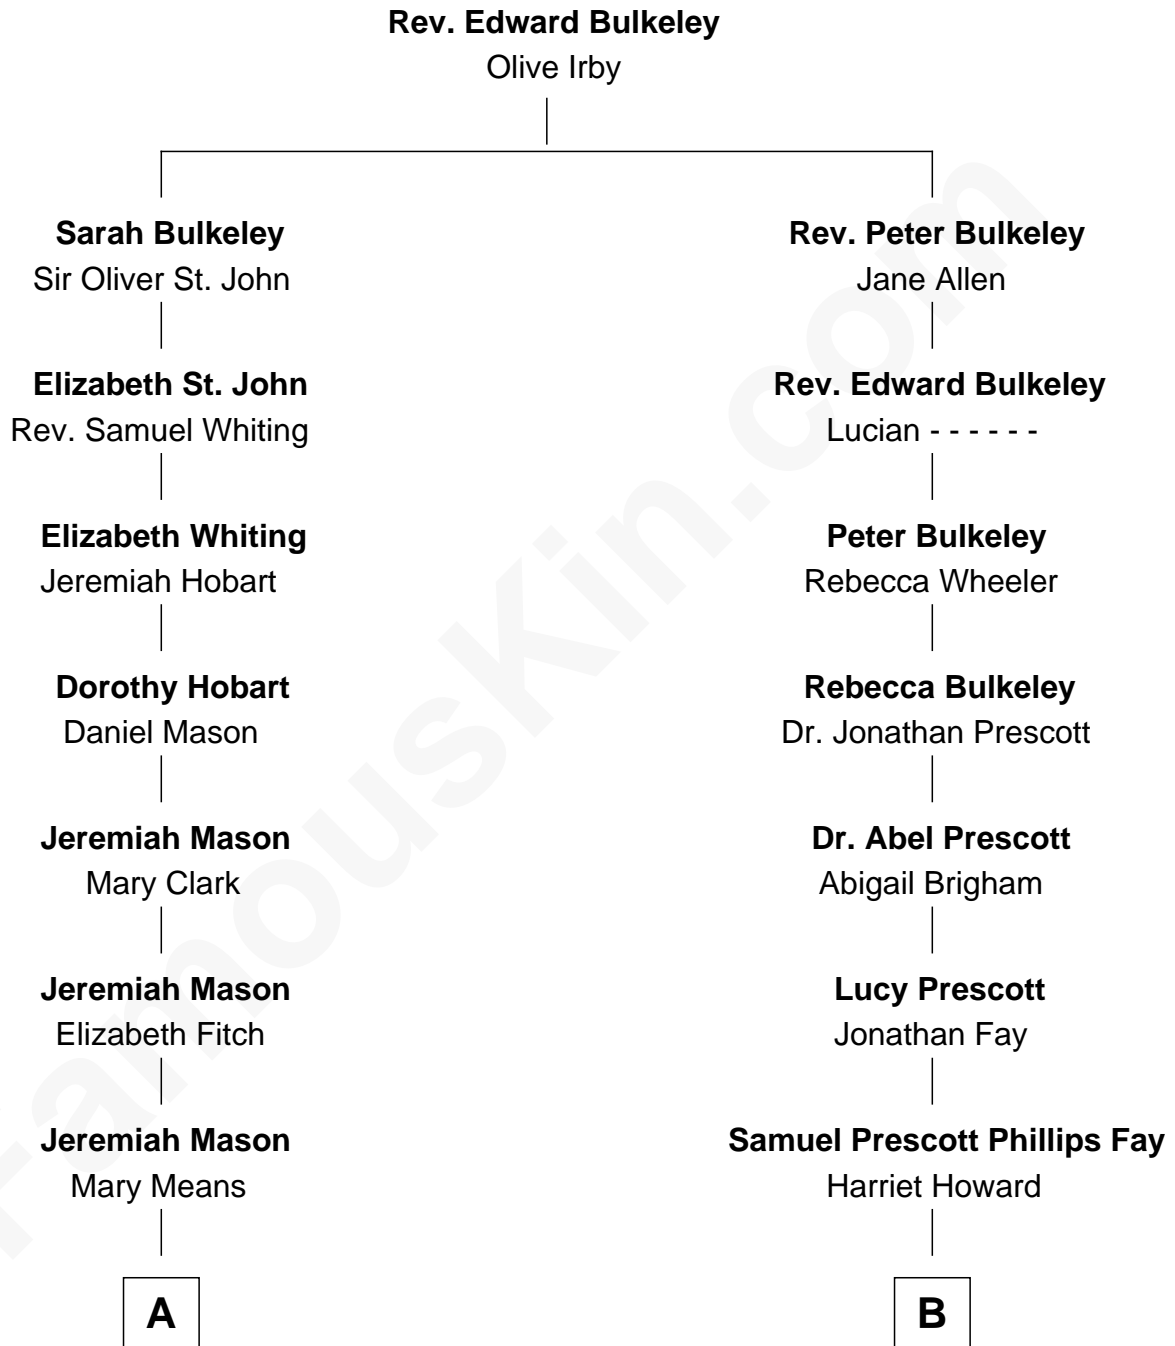 Rev. Edward Bulkeley
Olive Irby
Sarah Bulkeley
Sir Oliver St. John
Rev. Peter Bulkeley
Jane Allen
Elizabeth St. John
Rev. Samuel Whiting
Rev. Edward Bulkeley
Lucian - - - - - -
Elizabeth Whiting
Jeremiah Hobart
Peter Bulkeley
Rebecca Wheeler
Dorothy Hobart
Daniel Mason
Rebecca Bulkeley
Dr. Jonathan Prescott
Jeremiah Mason
Mary Clark
Dr. Abel Prescott
Abigail Brigham
Jeremiah Mason
Elizabeth Fitch
Lucy Prescott
Jonathan Fay
Jeremiah Mason
Mary Means
Samuel Prescott Phillips Fay
Harriet Howard
A
B
FamousKin.com